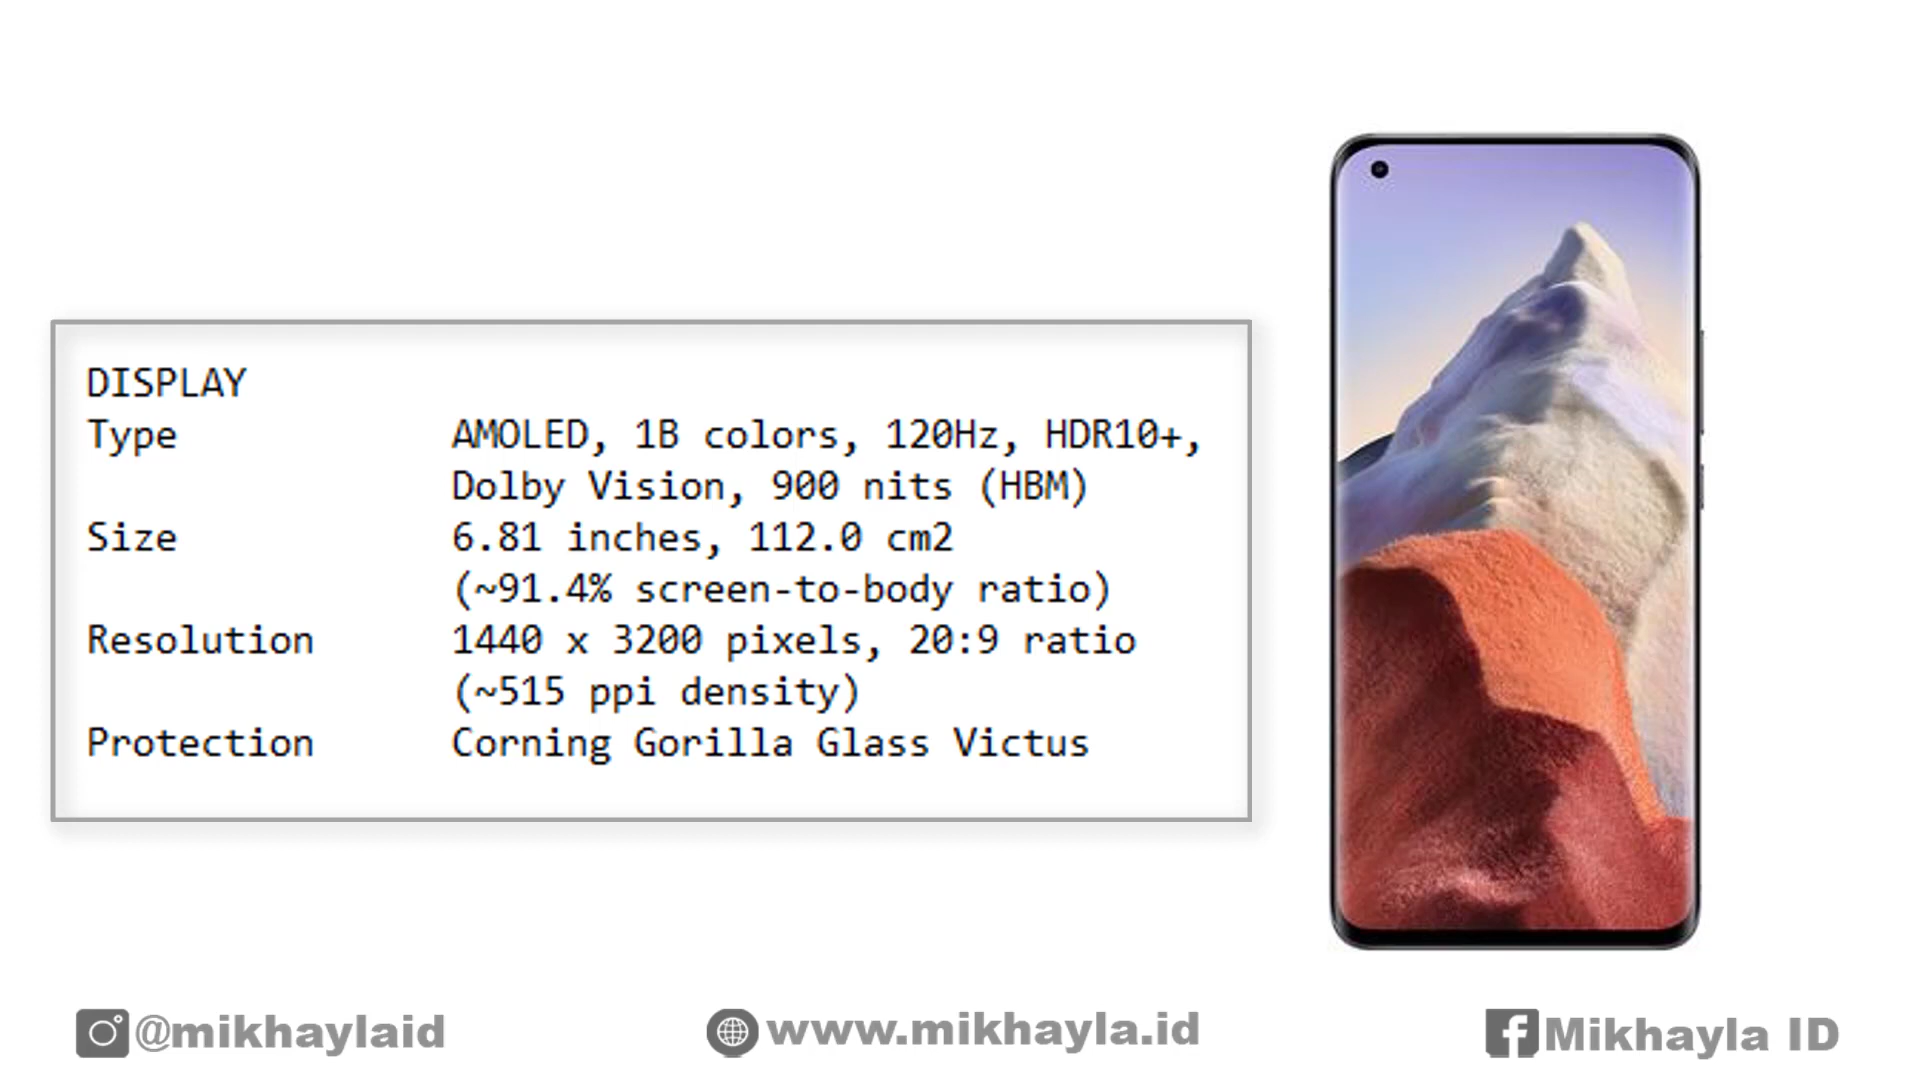 DISPLAY
Type AMOLED, 1B colors, 120Hz, HDR10+,
Dolby Vision, 900 nits (HBM)
Size 6.81 inches, 112.0 cm2
(~91.4% screen-to-body ratio)
Resolution 1440 x 3200 pixels, 20:9 ratio
(~515 ppi density)
Protection Corning Gorilla Glass Victus
@mikhaylaid www.mikhayla.id Mikhayla ID